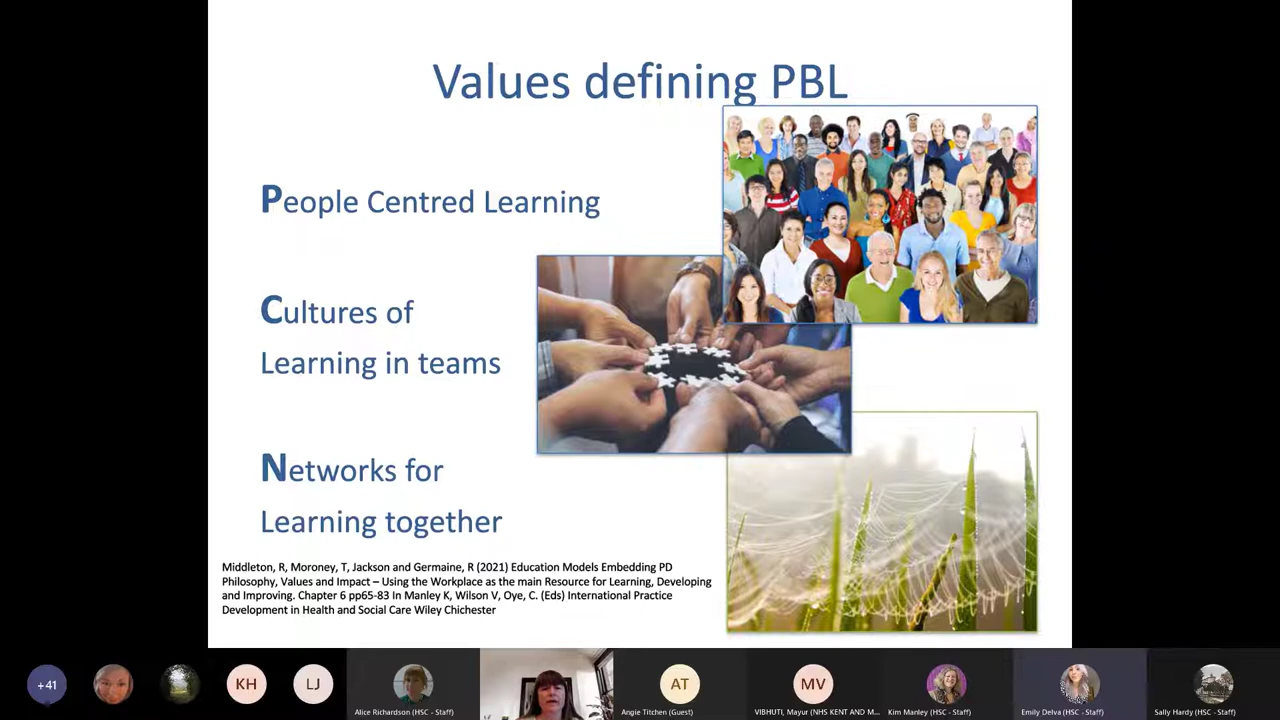 Values defining PBL
People Centred Learning
Cultures of
Learning in teams
Networks for
Learning together
Middleton, R, Moroney, T, Jackson and Germaine, R (2021) Education Models Embedding PD
Philosophy, Values and Impact – Using the Workplace as the main Resource for Learning, Developing
and Improving. Chapter 6 pp65-83 In Manley K, Wilson V, Oye, C. (Eds) International Practice
Development in Health and Social Care Wiley Chichester
+41
KH
LJ
Alice Richardson (HSC - Staff)
AT
Angie Titchen (Guest)
MV
VIBHUTI, Mayur (NHS KENT AND M...
Kim Manley (HSC - Staff)
Emily Delva (HSC - Staff)
Sally Hardy (HSC - Staff)